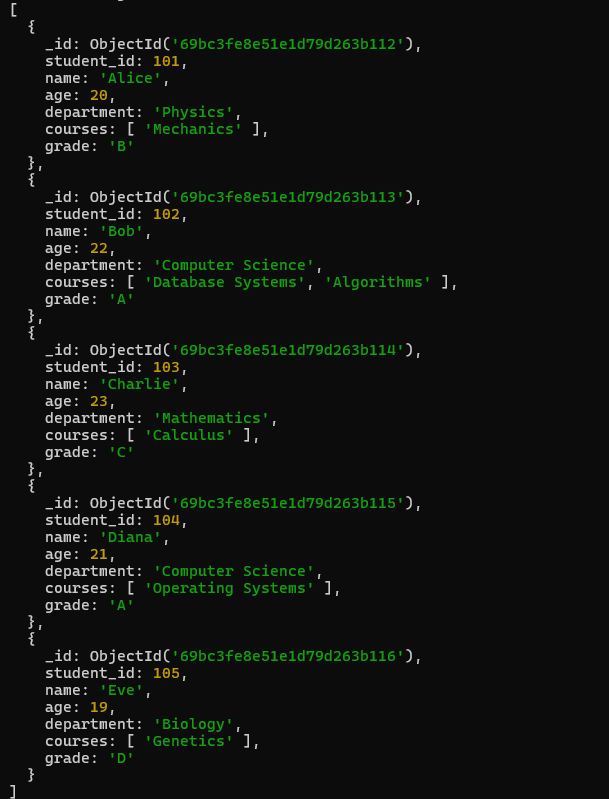 [
  {
    _id: ObjectId('69bc3fe8e51e1d79d263b112'),
    student_id: 101,
    name: 'Alice',
    age: 20,
    department: 'Physics',
    courses: [ 'Mechanics' ],
    grade: 'B'
  },
  {
    _id: ObjectId('69bc3fe8e51e1d79d263b113'),
    student_id: 102,
    name: 'Bob',
    age: 22,
    department: 'Computer Science',
    courses: [ 'Database Systems', 'Algorithms' ],
    grade: 'A'
  },
  {
    _id: ObjectId('69bc3fe8e51e1d79d263b114'),
    student_id: 103,
    name: 'Charlie',
    age: 23,
    department: 'Mathematics',
    courses: [ 'Calculus' ],
    grade: 'C'
  },
  {
    _id: ObjectId('69bc3fe8e51e1d79d263b115'),
    student_id: 104,
    name: 'Diana',
    age: 21,
    department: 'Computer Science',
    courses: [ 'Operating Systems' ],
    grade: 'A'
  },
  {
    _id: ObjectId('69bc3fe8e51e1d79d263b116'),
    student_id: 105,
    name: 'Eve',
    age: 19,
    department: 'Biology',
    courses: [ 'Genetics' ],
    grade: 'D'
  }
]